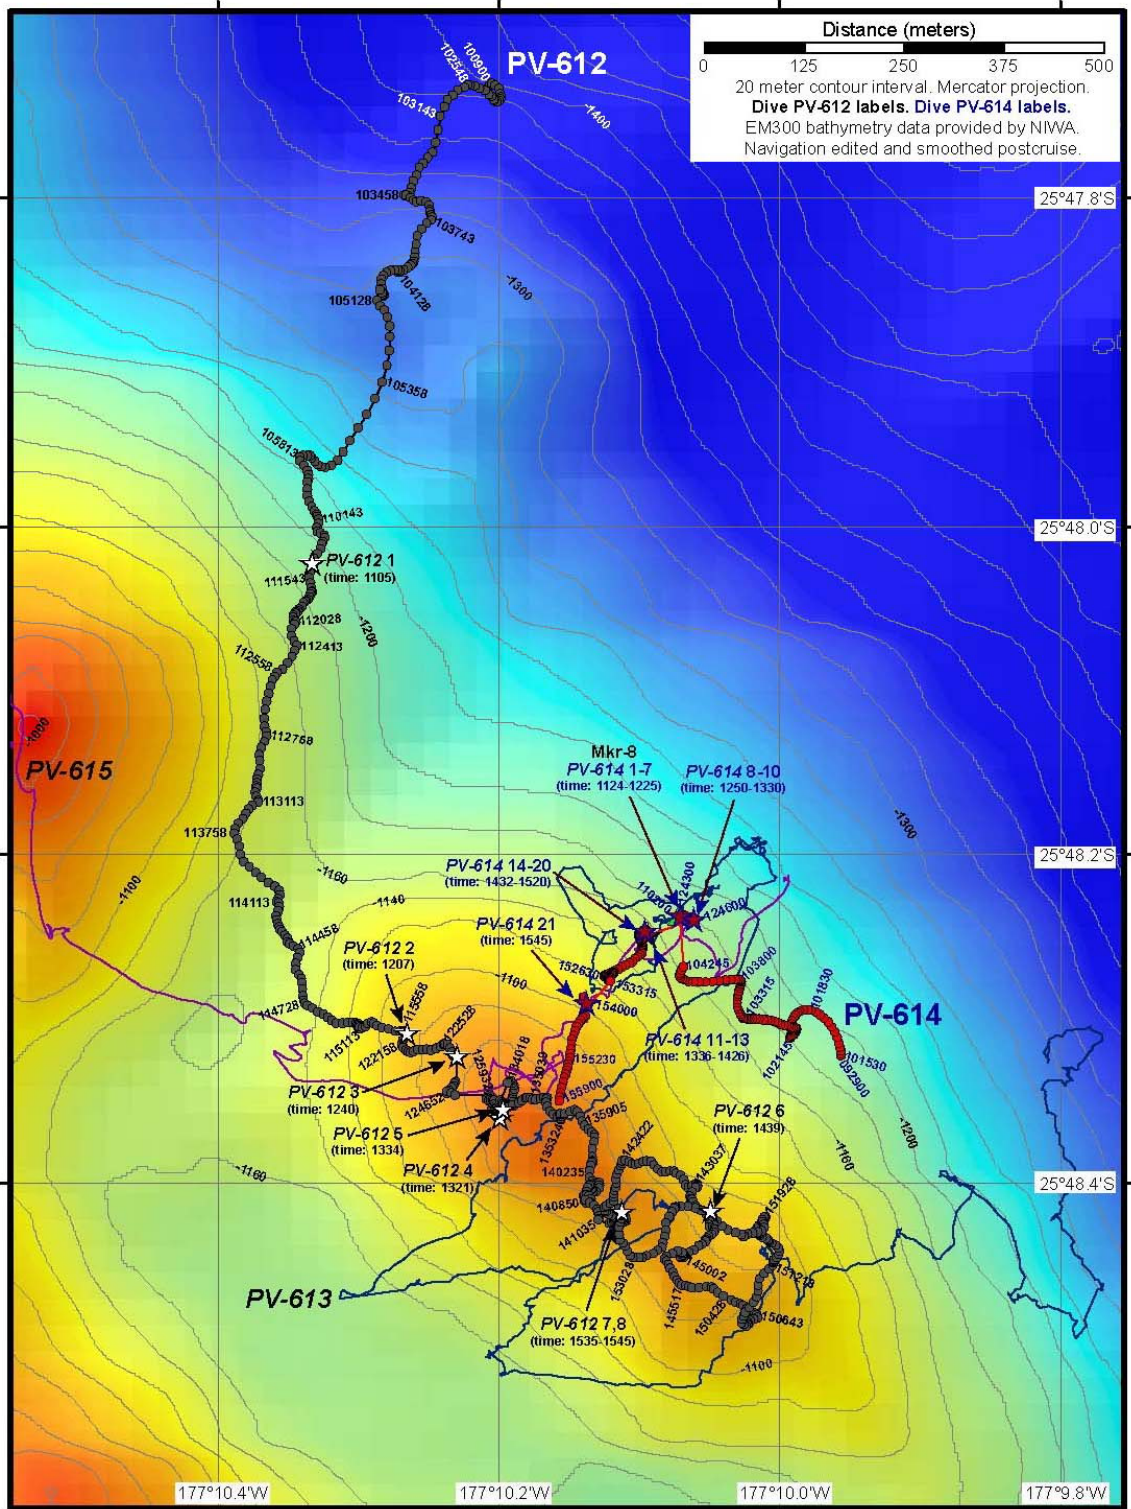 Distance (meters)
0 125 250 375 500
20 meter contour interval. Mercator projection.
Dive PV-612 labels. Dive PV-614 labels.
EM300 bathymetry data provided by NIWA.
Navigation edited and smoothed postcruise.
PV-612
100900
102548
103143
-1400
103458
25°47.8'S
103743
104128
-1300
105128
105358
105813
110143
25°48.0'S
PV-612 1
(time: 1105)
111543
112028
-1200
112413
112558
112758
-1000
PV-615
Mkr-8
PV-614 1-7
(time: 1124-1225)
PV-614 8-10
(time: 1250-1330)
113113
113758
-1300
25°48.2'S
-1160
-1100
PV-614 14-20
(time: 1432-1520)
124300
110200
114113
-1140
124600
PV-614 21
(time: 1545)
114458
PV-612 2
(time: 1207)
152630
153315
104245
103800
-1100
103315
101830
114728
115558
154000
PV-614
115113
122158
122528
PV-614 11-13
(time: 1336-1426)
102145
101530
092900
134018
155230
PV-612 3
(time: 1240)
155900
135905
PV-612 6
(time: 1439)
PV-612 5
(time: 1334)
-1200
PV-612 4
(time: 1321)
142422
-1160
-1160
140235
143037
25°48.4'S
140850
151928
141035
145002
151218
153028
PV-613
150428
150643
PV-612 7,8
(time: 1535-1545)
-1100
177°10.4'W
177°10.2'W
177°10.0'W
177°9.8'W